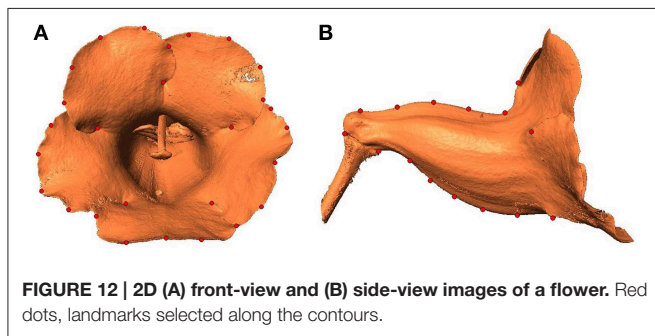 A
B
FIGURE 12 | 2D (A) front-view and (B) side-view images of a flower. Red
dots, landmarks selected along the contours.